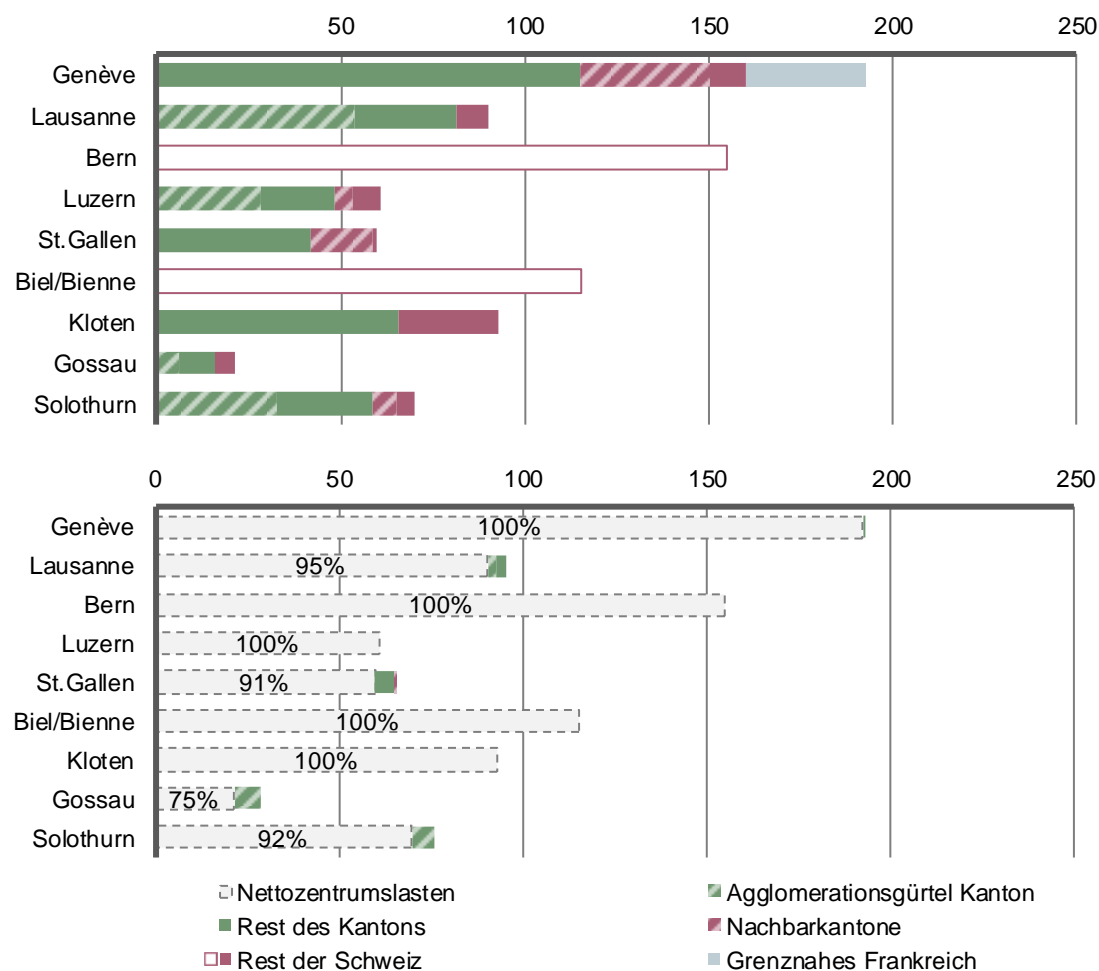 50 100 150 200 250
Genève
Lausanne
Bern
Luzern
St.Gallen
Biel/Bienne
Kloten
Gossau
Solothurn
0 50 100 150 200 250
Genève 100%
Lausanne 95%
Bern 100%
Luzern 100%
St.Gallen 91%
Biel/Bienne 100%
Kloten 100%
Gossau 75%
Solothurn 92%
Nettozentrumslasten Agglomerationsgürtel Kanton
Rest des Kantons Nachbarkantone
Rest der Schweiz Grenznahes Frankreich